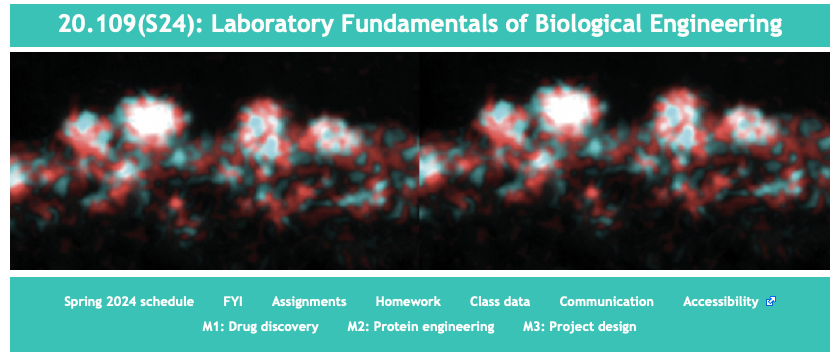 20.109(S24): Laboratory Fundamentals of Biological Engineering
Spring 2024 schedule FYI Assignments Homework Class data Communication Accessibility
M1: Drug discovery M2: Protein engineering M3: Project design